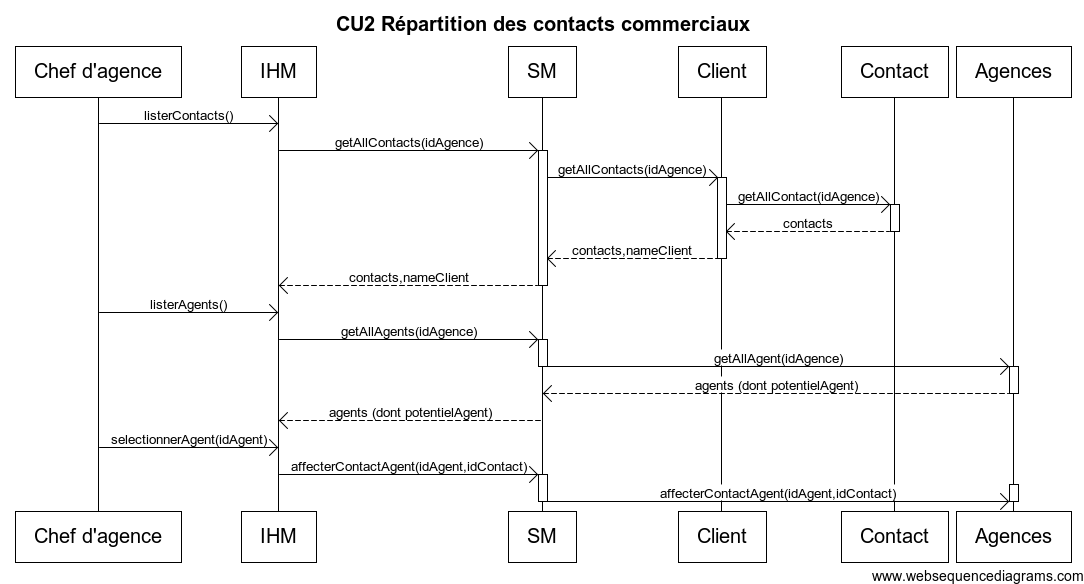 CU2 Répartition des contacts commerciaux
Chef d'agence
IHM
SM
Client
Contact
Agences
listerContacts()
getAllContacts(idAgence)
getAllContacts(idAgence)
getAllContact(idAgence)
contacts
contacts,nameClient
contacts,nameClient
listerAgents()
getAllAgents(idAgence)
getAllAgent(idAgence)
agents (dont potentielAgent)
agents (dont potentielAgent)
selectionnerAgent(idAgent)
affecterContactAgent(idAgent,idContact)
affecterContactAgent(idAgent,idContact)
Chef d'agence
IHM
SM
Client
Contact
Agences
www.websequencediagrams.com